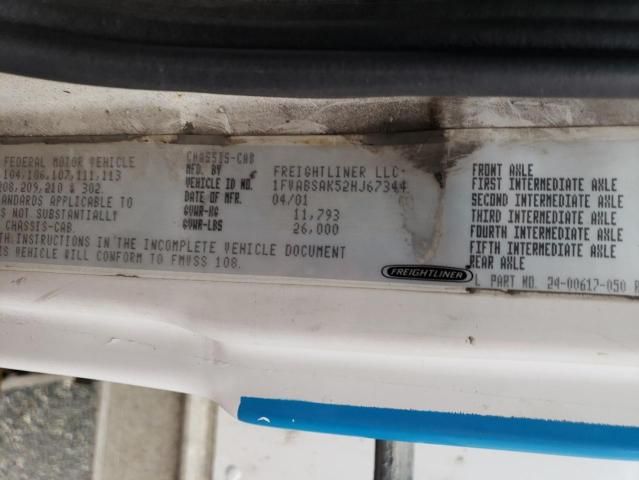 FEDERAL MOTOR VEHICLE
104,106,107,111,113
208,209,210 & 302.
STANDARDS APPLICABLE TO
S NOT SUBSTANTIALLY
CHASSIS-CAB.
TH INSTRUCTIONS IN THE INCOMPLETE VEHICLE DOCUMENT
IS VEHICLE WILL CONFORM TO FMVSS 108.
CHASSIS-CAB
MFD. BY FREIGHTLINER LLC
VEHICLE ID NO. 1FVABSAK52HJ67344
DATE OF MFR. 04/01
GVWR-KG 11,793
GVWR-LBS 26,000
FREIGHTLINER
FRONT AXLE
FIRST INTERMEDIATE AXLE
SECOND INTERMEDIATE AXLE
THIRD INTERMEDIATE AXLE
FOURTH INTERMEDIATE AXLE
FIFTH INTERMEDIATE AXLE
REAR AXLE
L PART NO. 24-00617-050 R